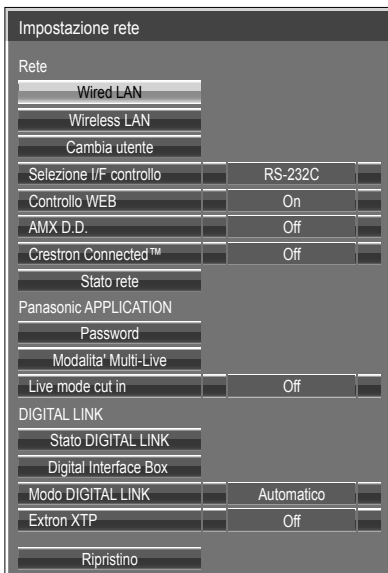 Impostazione rete
Rete
Wired LAN
Wireless LAN
Cambia utente
Selezione I/F controllo RS-232C
Controllo WEB On
AMX D.D. Off
Crestron Connected™ Off
Stato rete
Panasonic APPLICATION
Password
Modalita' Multi-Live
Live mode cut in Off
DIGITAL LINK
Stato DIGITAL LINK
Digital Interface Box
Modo DIGITAL LINK Automatico
Extron XTP Off
Ripristino